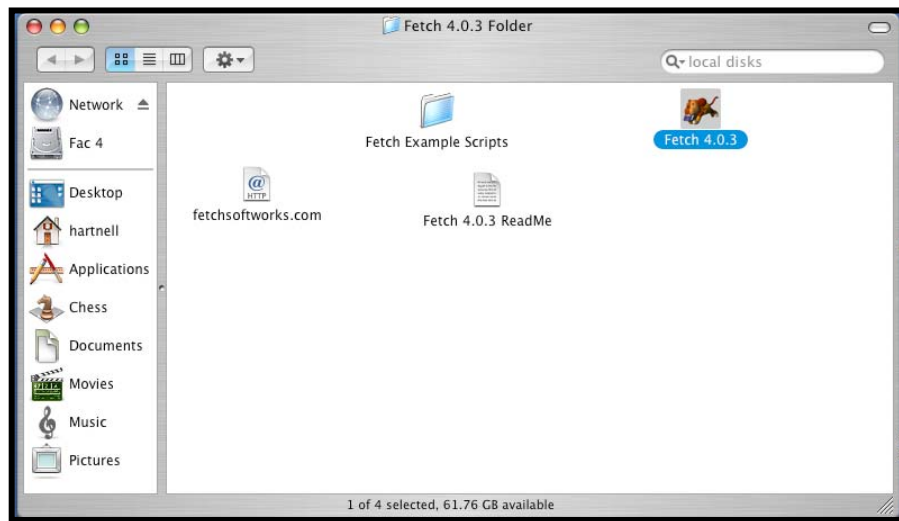 Fetch 4.0.3 Folder
local disks
Network
Fac 4
Desktop
hartnell
Applications
Chess
Documents
Movies
Music
Pictures
Fetch Example Scripts
Fetch 4.0.3
@
HTTP
fetchsoftworks.com
Fetch 4.0.3 ReadMe
1 of 4 selected, 61.76 GB available